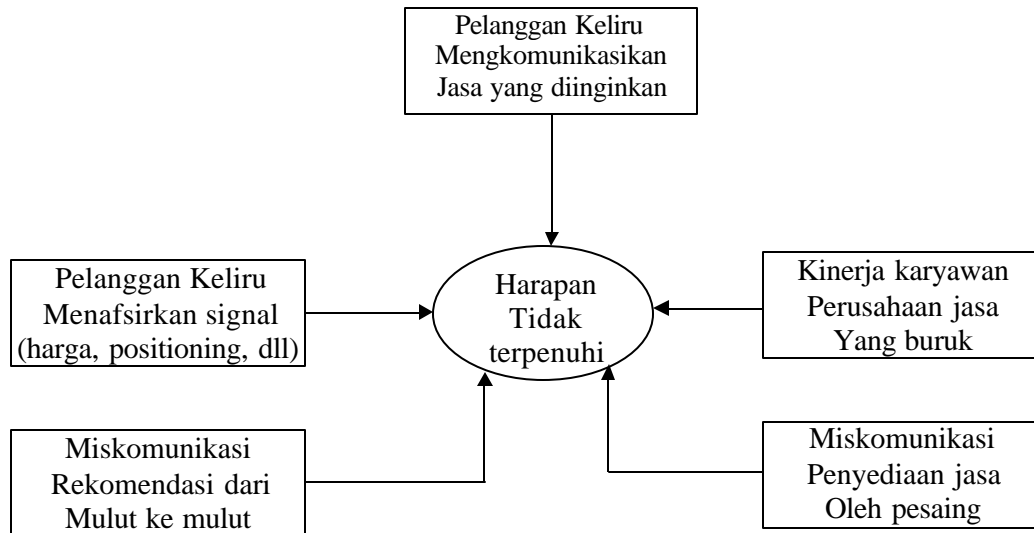 Pelanggan Keliru
Mengkomunikasikan
Jasa yang diinginkan
Pelanggan Keliru
Menafsirkan signal
(harga, positioning, dll)
Harapan
Tidak
terpenuhi
Kinerja karyawan
Perusahaan jasa
Yang buruk
Miskomunikasi
Rekomendasi dari
Mulut ke mulut
Miskomunikasi
Penyediaan jasa
Oleh pesaing